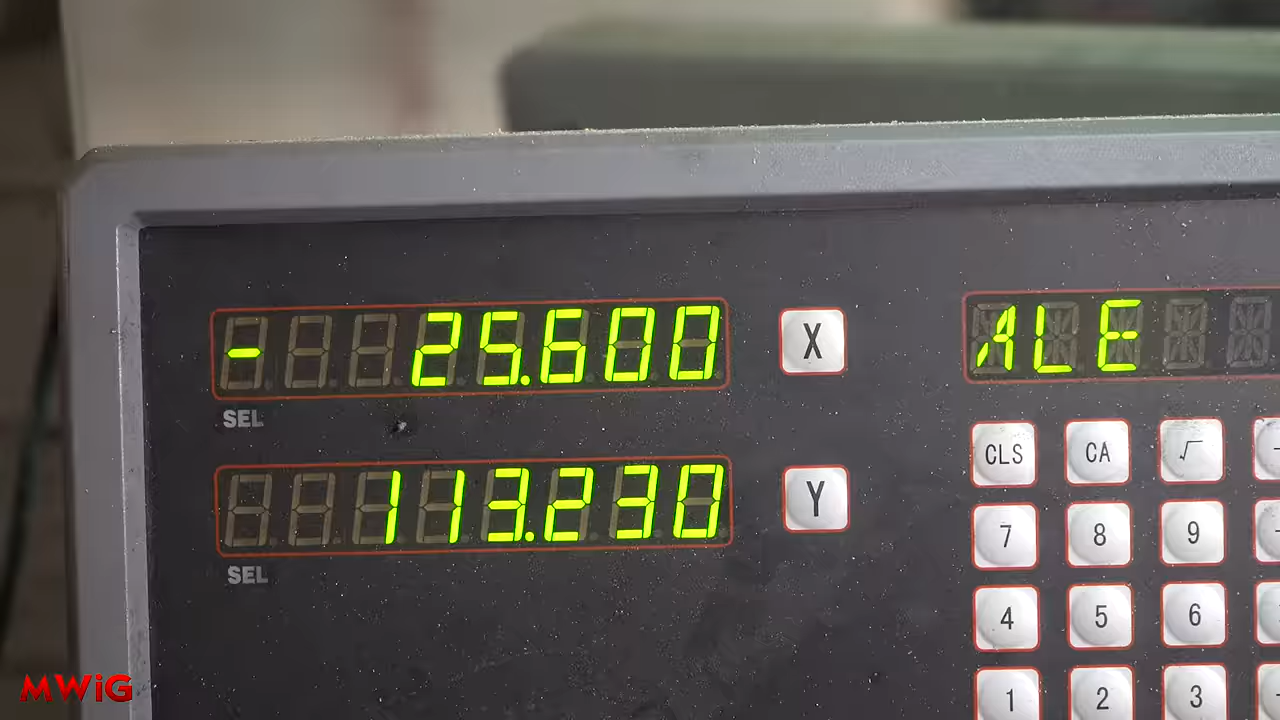 - 25.600
X
ALE
SEL
CLS CA √
113.230
Y
7 8 9
SEL
4 5 6
1 2 3
MWiG